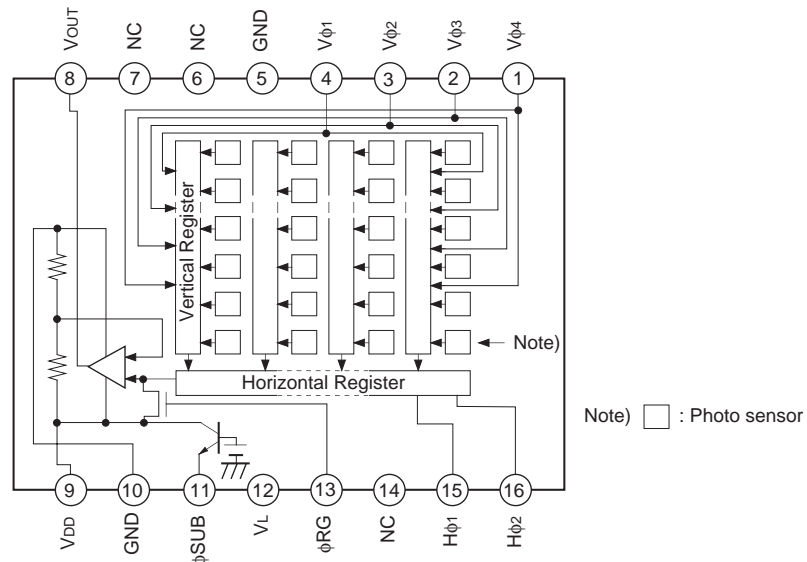 VOUT
NC
NC
GND
Vϕ1
Vϕ2
Vϕ3
Vϕ4
8
7
6
5
4
3
2
1
Vertical Register
Note)
Horizontal Register
Note) : Photo sensor
9
10
11
12
13
14
15
16
VDD
GND
ϕSUB
VL
ϕRG
NC
Hϕ1
Hϕ2